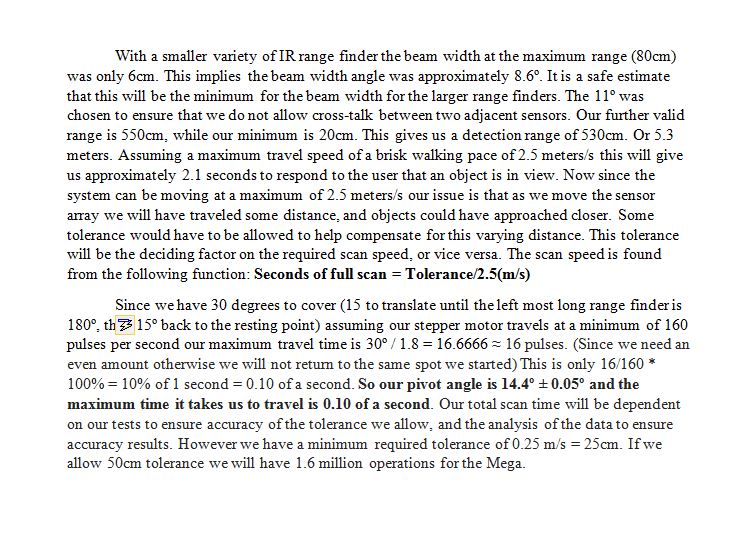 With a smaller variety of IR range finder the beam width at the maximum range (80cm)
was only 6cm. This implies the beam width angle was approximately 8.6°. It is a safe estimate
that this will be the minimum for the beam width for the larger range finders. The 11° was
chosen to ensure that we do not allow cross-talk between two adjacent sensors. Our further valid
range is 550cm, while our minimum is 20cm. This gives us a detection range of 530cm. Or 5.3
meters. Assuming a maximum travel speed of a brisk walking pace of 2.5 meters/s this will give
us approximately 2.1 seconds to respond to the user that an object is in view. Now since the
system can be moving at a maximum of 2.5 meters/s our issue is that as we move the sensor
array we will have traveled some distance, and objects could have approached closer. Some
tolerance would have to be allowed to help compensate for this varying distance. This tolerance
will be the deciding factor on the required scan speed, or vice versa. The scan speed is found
from the following function: Seconds of full scan = Tolerance/2.5(m/s)
Since we have 30 degrees to cover (15 to translate until the left most long range finder is
180°, th 15° back to the resting point) assuming our stepper motor travels at a minimum of 160
pulses per second our maximum travel time is 30° / 1.8 = 16.6666 ≈ 16 pulses. (Since we need an
even amount otherwise we will not return to the same spot we started) This is only 16/160 *
100% = 10% of 1 second = 0.10 of a second. So our pivot angle is 14.4° ± 0.05° and the
maximum time it takes us to travel is 0.10 of a second. Our total scan time will be dependent
on our tests to ensure accuracy of the tolerance we allow, and the analysis of the data to ensure
accuracy results. However we have a minimum required tolerance of 0.25 m/s = 25cm. If we
allow 50cm tolerance we will have 1.6 million operations for the Mega.